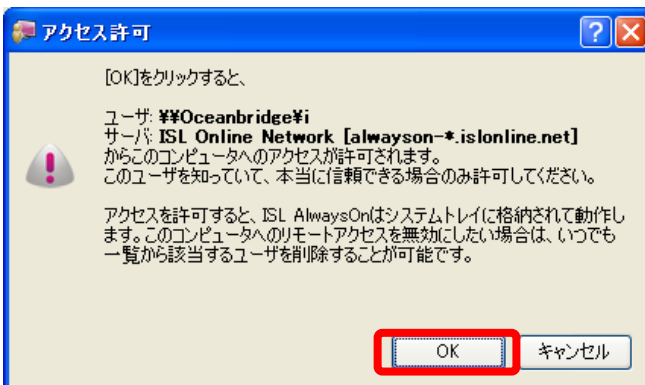 アクセス許可
[OK]をクリックすると、
ユーザ: ¥¥Oceanbridge¥i
サーバ: ISL Online Network [alwayson-*.islonline.net]
からこのコンピュータへのアクセスが許可されます。
このユーザを知っていて、本当に信頼できる場合のみ許可してください。
アクセスを許可すると、ISL AlwaysOnはシステムトレイに格納されて動作し
ます。このコンピュータへのリモートアクセスを無効にしたい場合は、いつでも
一覧から該当するユーザを削除することが可能です。
OK
キャンセル